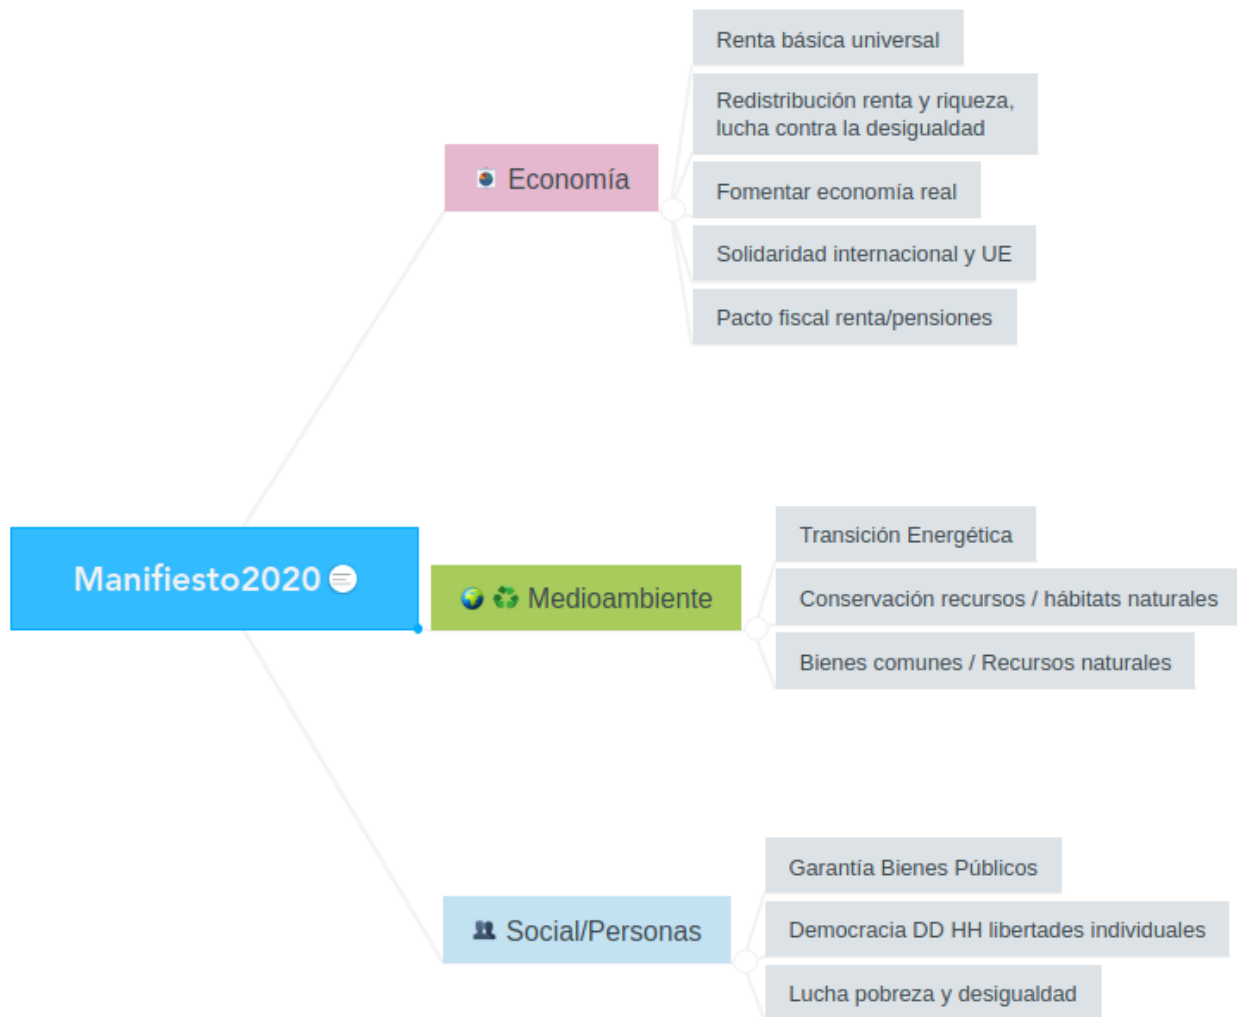 Renta básica universal
Redistribución renta y riqueza,
lucha contra la desigualdad
Economía
Fomentar economía real
Solidaridad internacional y UE
Pacto fiscal renta/pensiones
Manifiesto2020
Medioambiente
Transición Energética
Conservación recursos / hábitats naturales
Bienes comunes / Recursos naturales
Social/Personas
Garantía Bienes Públicos
Democracia DD HH libertades individuales
Lucha pobreza y desigualdad